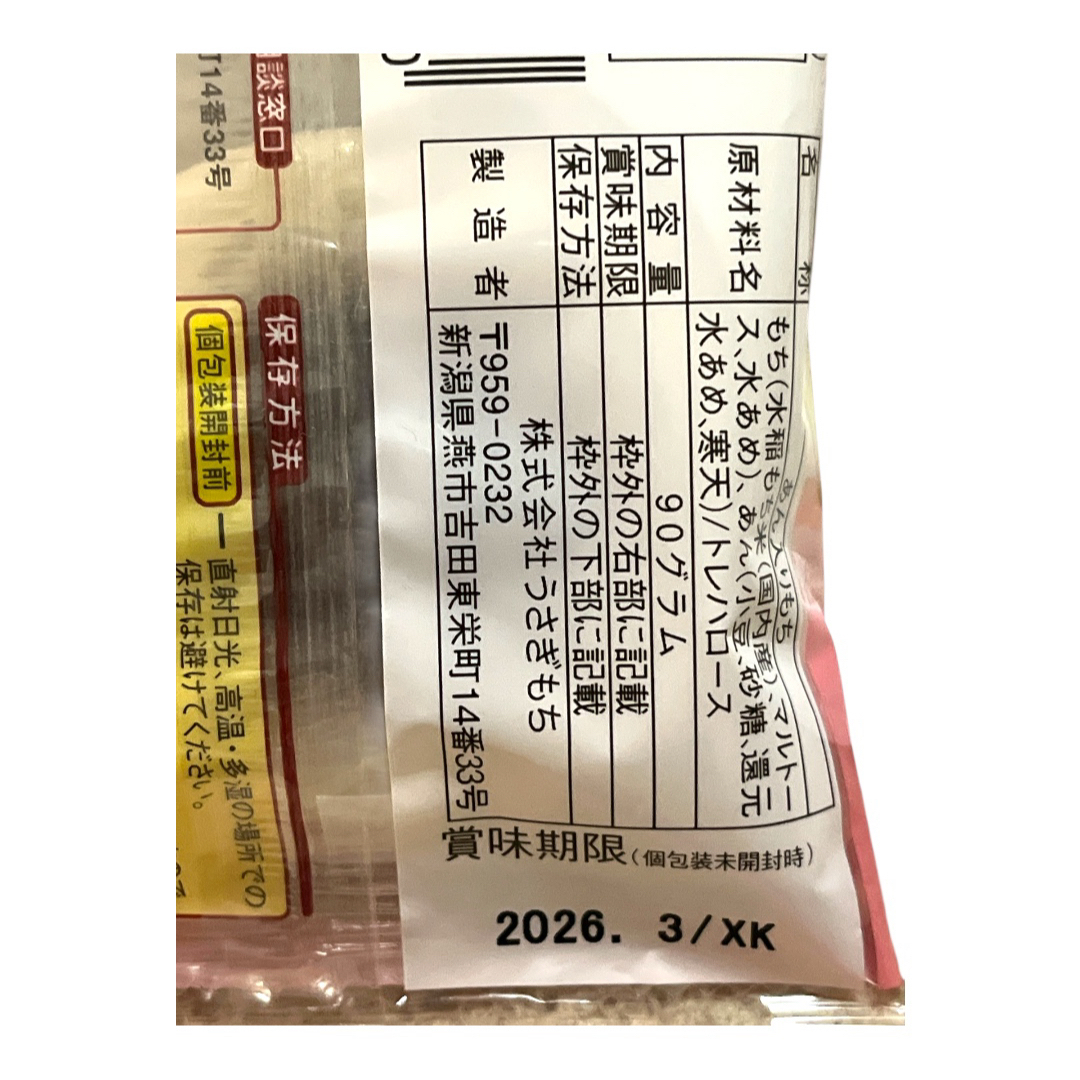 名称
あん入りもち
原材料名
もち(水稲もち米(国内産)、マルトー
ス、水あめ)、あん(小豆、砂糖、還元
水あめ、寒天)/トレハロース
内容量
90グラム
賞味期限
枠外の右部に記載
保存方法
枠外の下部に記載
製造者
株式会社うさぎもち
〒959-0232
新潟県燕市吉田東栄町14番33号
賞味期限(個包装未開封時)
2026. 3/XK
談窓口
町14番33号
保存方法
個包装開封前
直射日光、高温・多湿の場所での
保存は避けてください。